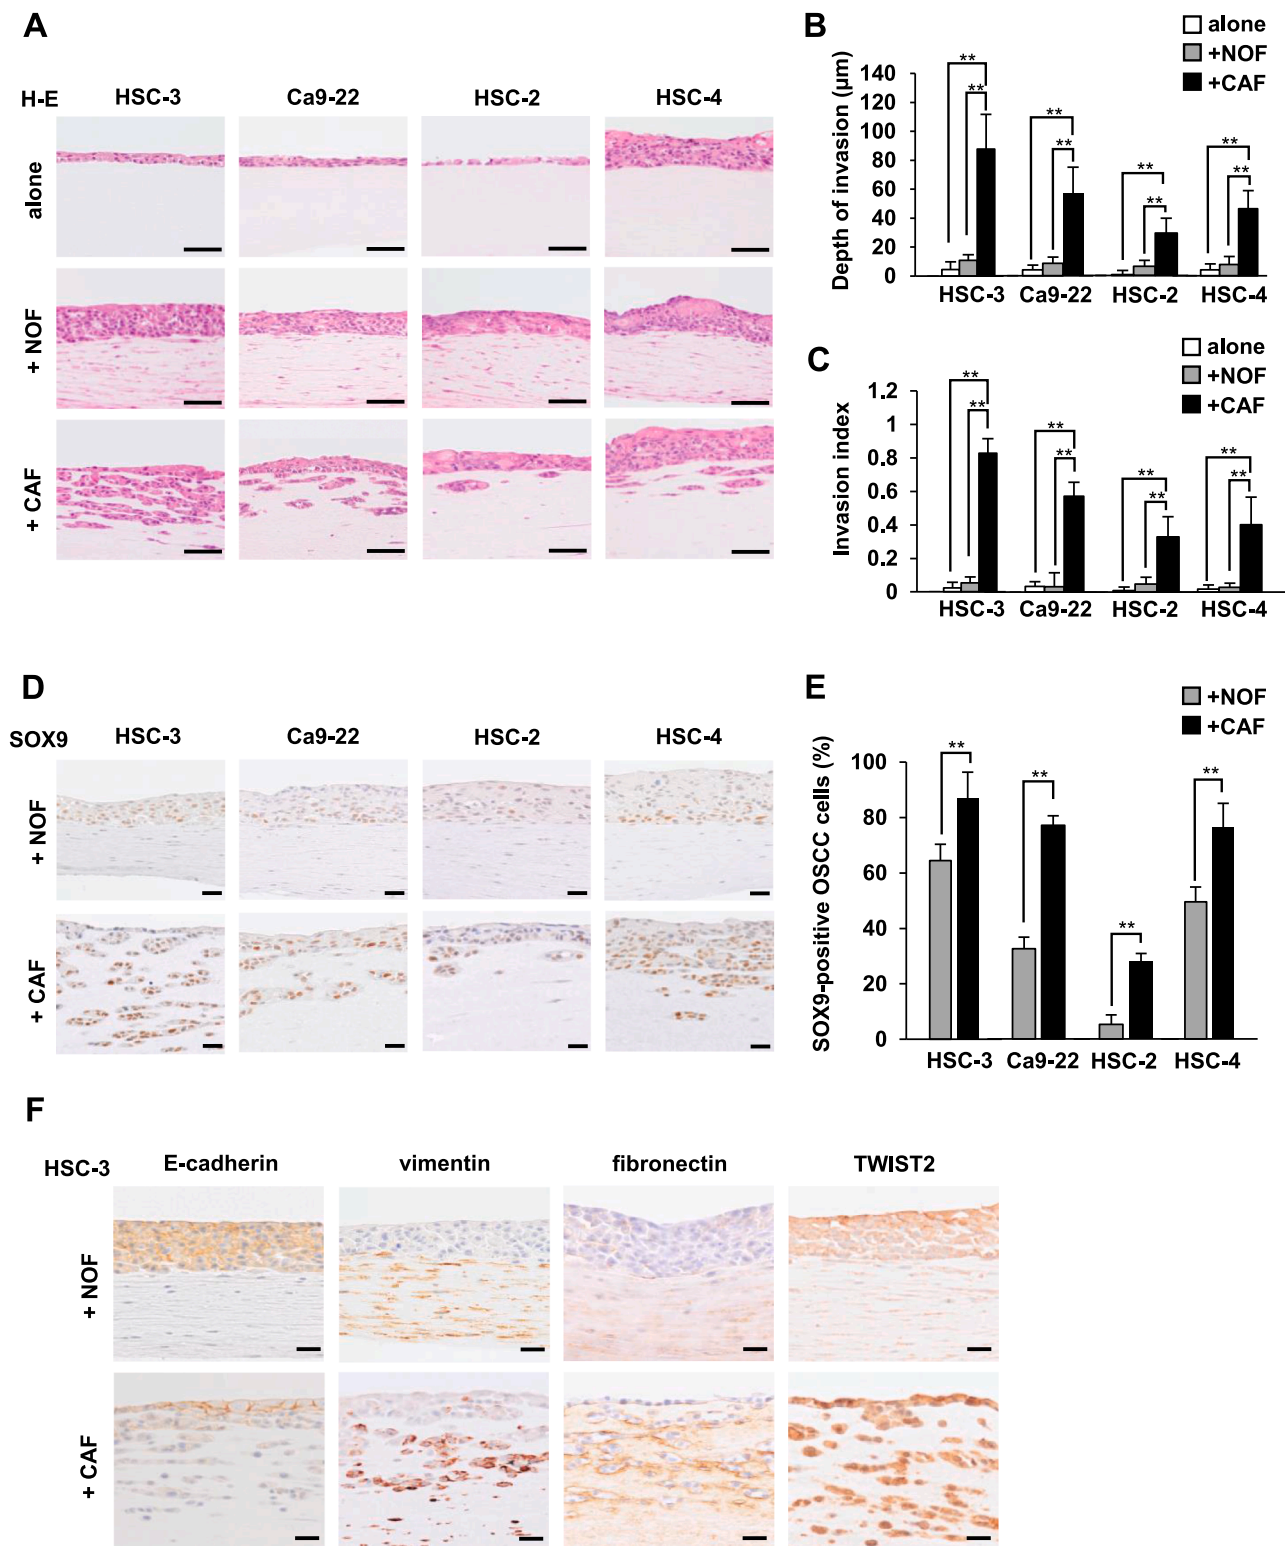 A
H-E
HSC-3
Ca9-22
HSC-2
HSC-4
alone
+ NOF
+ CAF
B
alone
+NOF
+CAF
Depth of invasion (μm)
140
120
100
80
60
40
20
0
**
**
**
**
**
**
**
**
HSC-3
Ca9-22
HSC-2
HSC-4
C
alone
+NOF
+CAF
Invasion index
1.2
1
0.8
0.6
0.4
0.2
0
**
**
**
**
**
**
**
**
HSC-3
Ca9-22
HSC-2
HSC-4
D
SOX9
HSC-3
Ca9-22
HSC-2
HSC-4
+ NOF
+ CAF
E
+NOF
+CAF
SOX9-positive OSCC cells (%)
100
80
60
40
20
0
**
**
**
**
HSC-3
Ca9-22
HSC-2
HSC-4
F
HSC-3
E-cadherin
vimentin
fibronectin
TWIST2
+ NOF
+ CAF